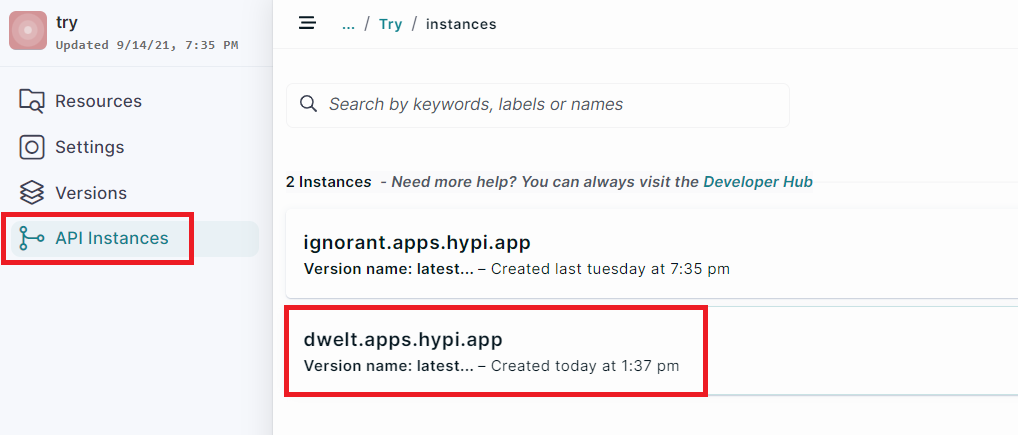 try
Updated 9/14/21, 7:35 PM
Resources
Settings
Versions
API Instances
... / Try / instances
Search by keywords, labels or names
2 Instances - Need more help? You can always visit the Developer Hub
ignorant.apps.hypi.app
Version name: latest... – Created last tuesday at 7:35 pm
dwelt.apps.hypi.app
Version name: latest... – Created today at 1:37 pm